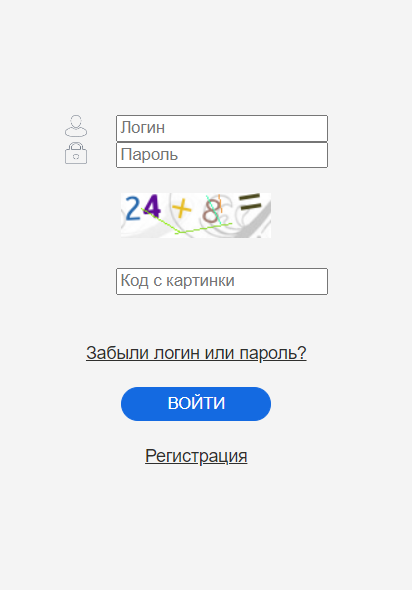 Логин
Пароль
24 + 8 =
Код с картинки
Забыли логин или пароль?
ВОЙТИ
Регистрация